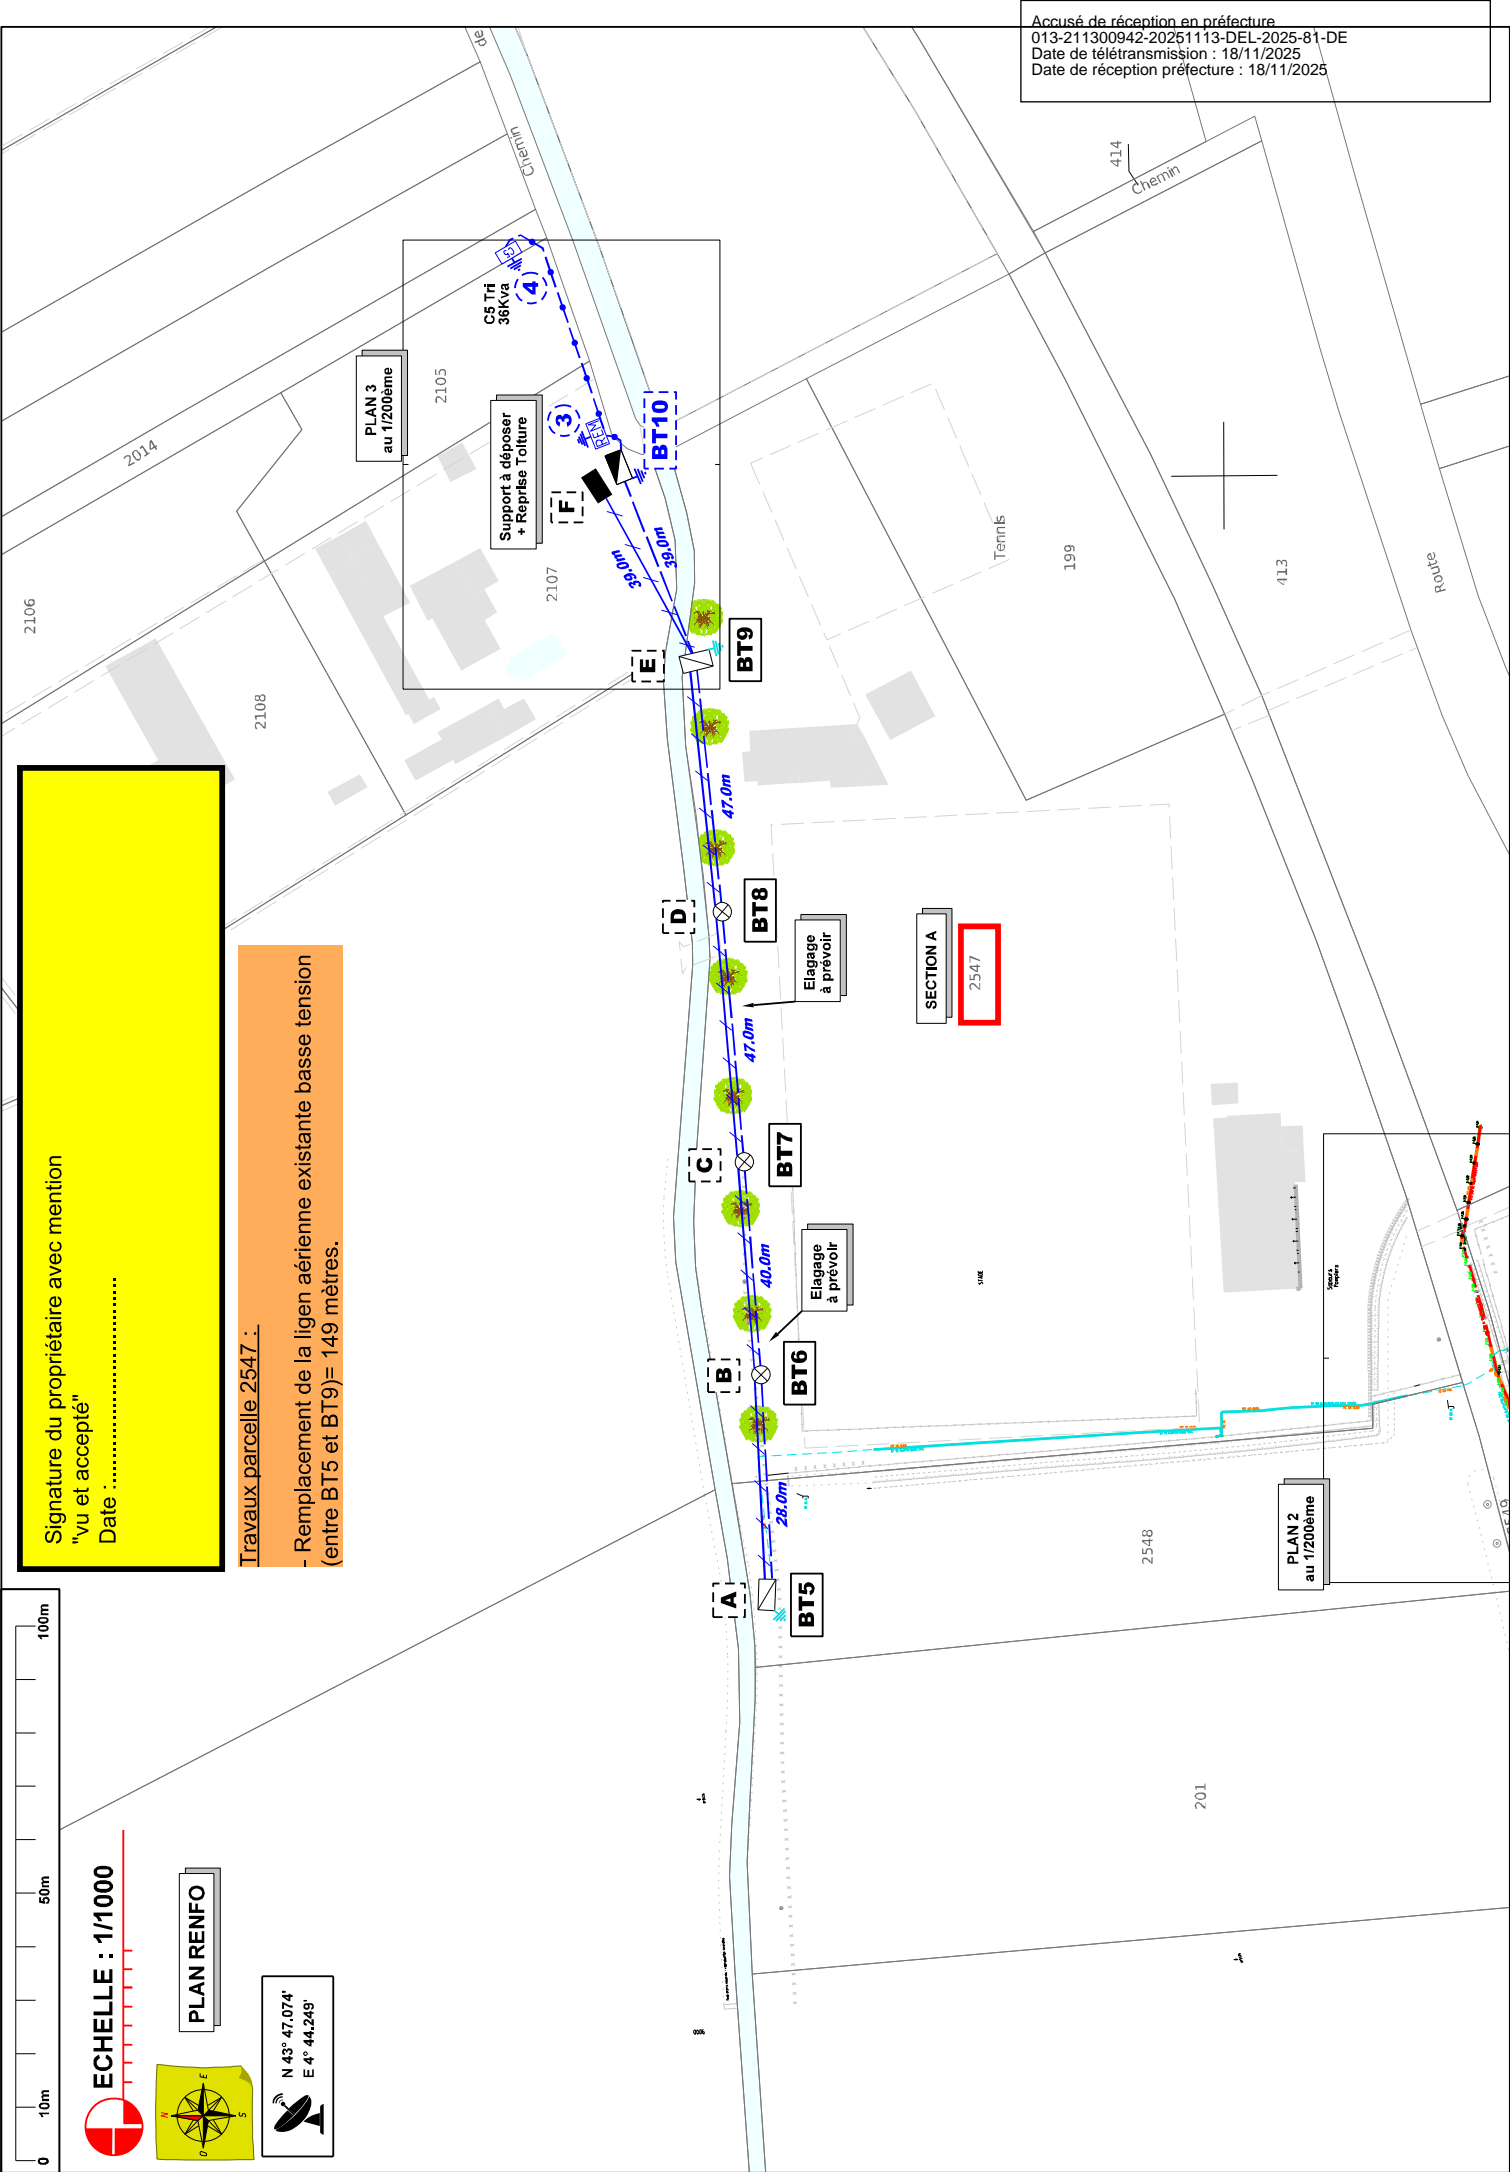 Accusé de réception en préfecture
013-211300942-20251113-DEL-2025-81-DE
Date de télétransmission : 18/11/2025
Date de réception préfecture : 18/11/2025
0
10m
50m
100m
ECHELLE : 1/1000
PLAN RENFO
N
E
S
O
N 43° 47.074'
E 4° 44.249'
Signature du propriétaire avec mention
"vu et accepté"
Date :
Travaux parcelle 2547 :
- Remplacement de la ligen aérienne existante basse tension
(entre BT5 et BT9)= 149 mètres.
2106
2014
2108
2105
2107
PLAN 3
au 1/200ème
Support à déposer
+ Reprise Toiture
C5 Tri
36Kva
C5
4
3
REM
BT10
F
39.0m
39.0m
E
BT9
47.0m
D
BT8
47.0m
Elagage
à prévoir
C
BT7
40.0m
Elagage
à prévoir
B
BT6
28.0m
A
BT5
SECTION A
2547
STADE
Sapeurs
Pompiers
PLAN 2
au 1/200ème
2548
201
Tennis
199
413
414
Chemin
Chemin
de
Route